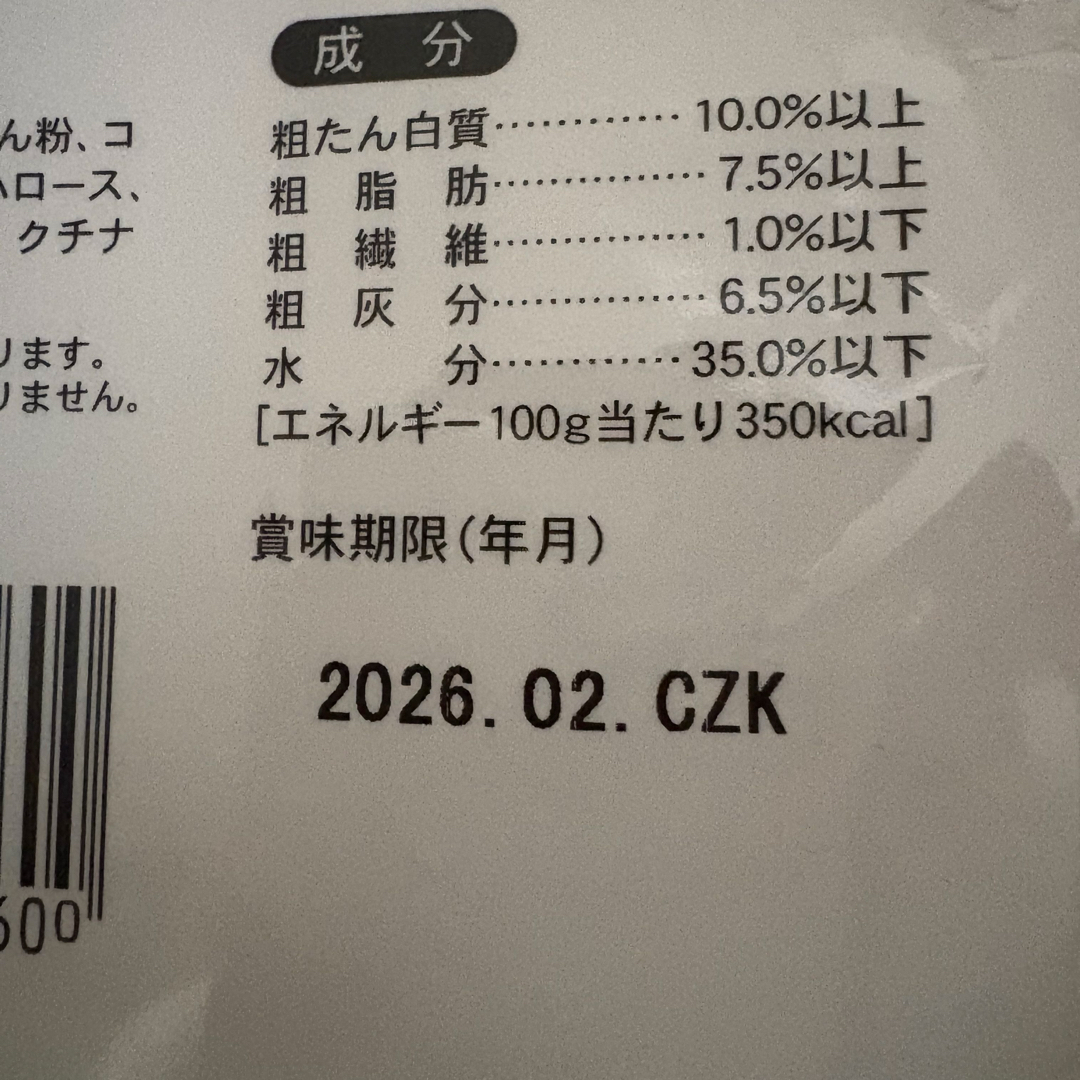 成 分
粗たん白質…………10.0%以上
粗 脂 肪……………7.5%以上
粗 繊 維……………1.0%以下
粗 灰 分……………6.5%以下
水 分…………35.0%以下
[エネルギー100g当たり350kcal]
賞味期限(年月)
2026.02.CZK
ん粉、コ
ロース、
クチナ
ります。
りません。
600